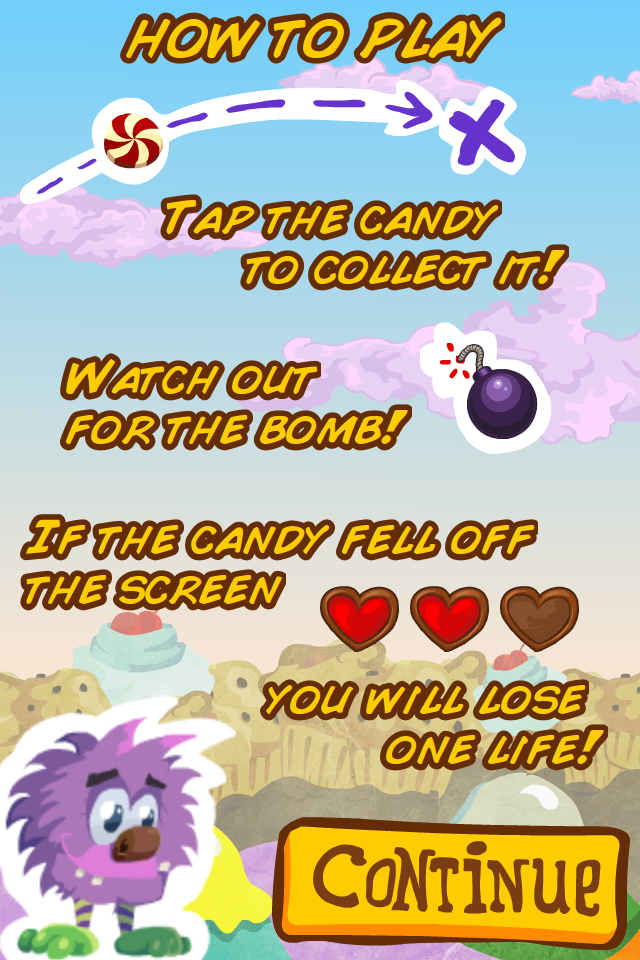 How to Play
Tap the candy
to collect it!
Watch out
for the bomb!
If the candy fell off
the screen
you will lose
one life!
Continue